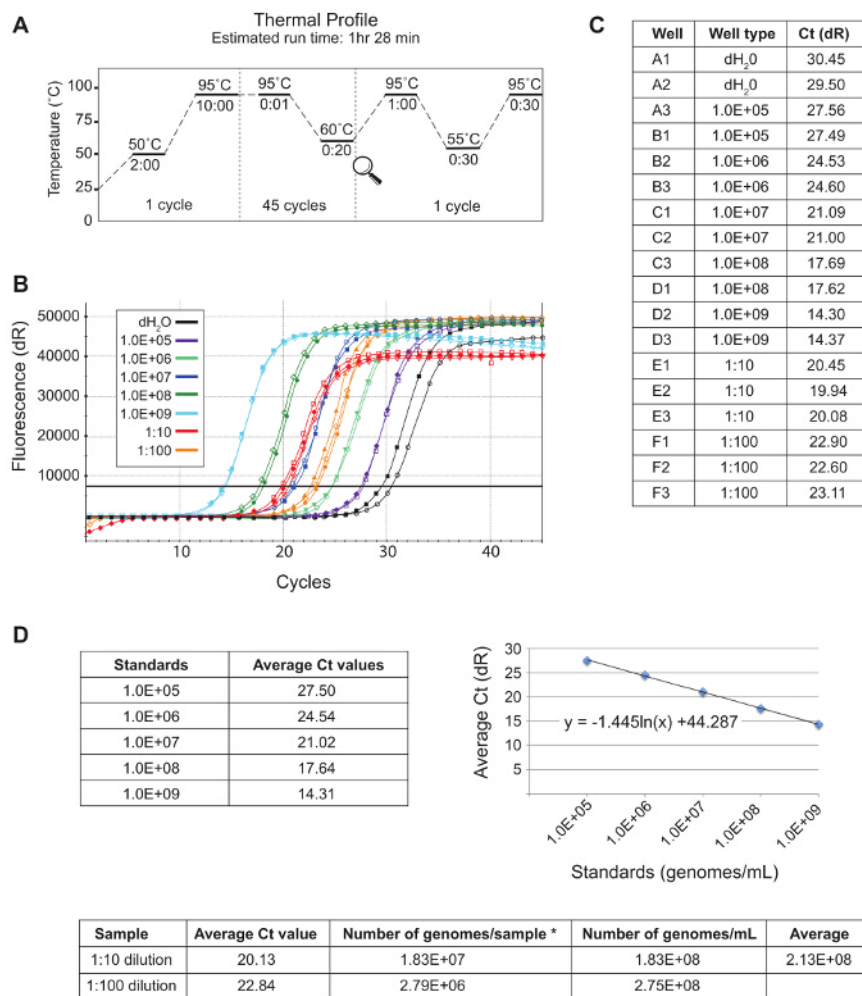 A
Thermal Profile
Estimated run time: 1hr 28 min
Temperature (˚C)
100
75
50
25
0
50˚C
2:00
95˚C
10:00
95˚C
0:01
60˚C
0:20
95˚C
1:00
55˚C
0:30
95˚C
0:30
1 cycle
45 cycles
1 cycle
B
Fluorescence (dR)
50000
40000
30000
20000
10000
dH2O
1.0E+05
1.0E+06
1.0E+07
1.0E+08
1.0E+09
1:10
1:100
10
20
30
40
Cycles
C
Well Well type Ct (dR)
A1 dH20 30.45
A2 dH20 29.50
A3 1.0E+05 27.56
B1 1.0E+05 27.49
B2 1.0E+06 24.53
B3 1.0E+06 24.60
C1 1.0E+07 21.09
C2 1.0E+07 21.00
C3 1.0E+08 17.69
D1 1.0E+08 17.62
D2 1.0E+09 14.30
D3 1.0E+09 14.37
E1 1:10 20.45
E2 1:10 19.94
E3 1:10 20.08
F1 1:100 22.90
F2 1:100 22.60
F3 1:100 23.11
D
Standards Average Ct values
1.0E+05 27.50
1.0E+06 24.54
1.0E+07 21.02
1.0E+08 17.64
1.0E+09 14.31
Average Ct (dR)
30
25
20
15
10
5
y = -1.445ln(x) +44.287
1.0E+05
1.0E+06
1.0E+07
1.0E+08
1.0E+09
Standards (genomes/mL)
Sample Average Ct value Number of genomes/sample * Number of genomes/mL Average
1:10 dilution 20.13 1.83E+07 1.83E+08 2.13E+08
1:100 dilution 22.84 2.79E+06 2.75E+08